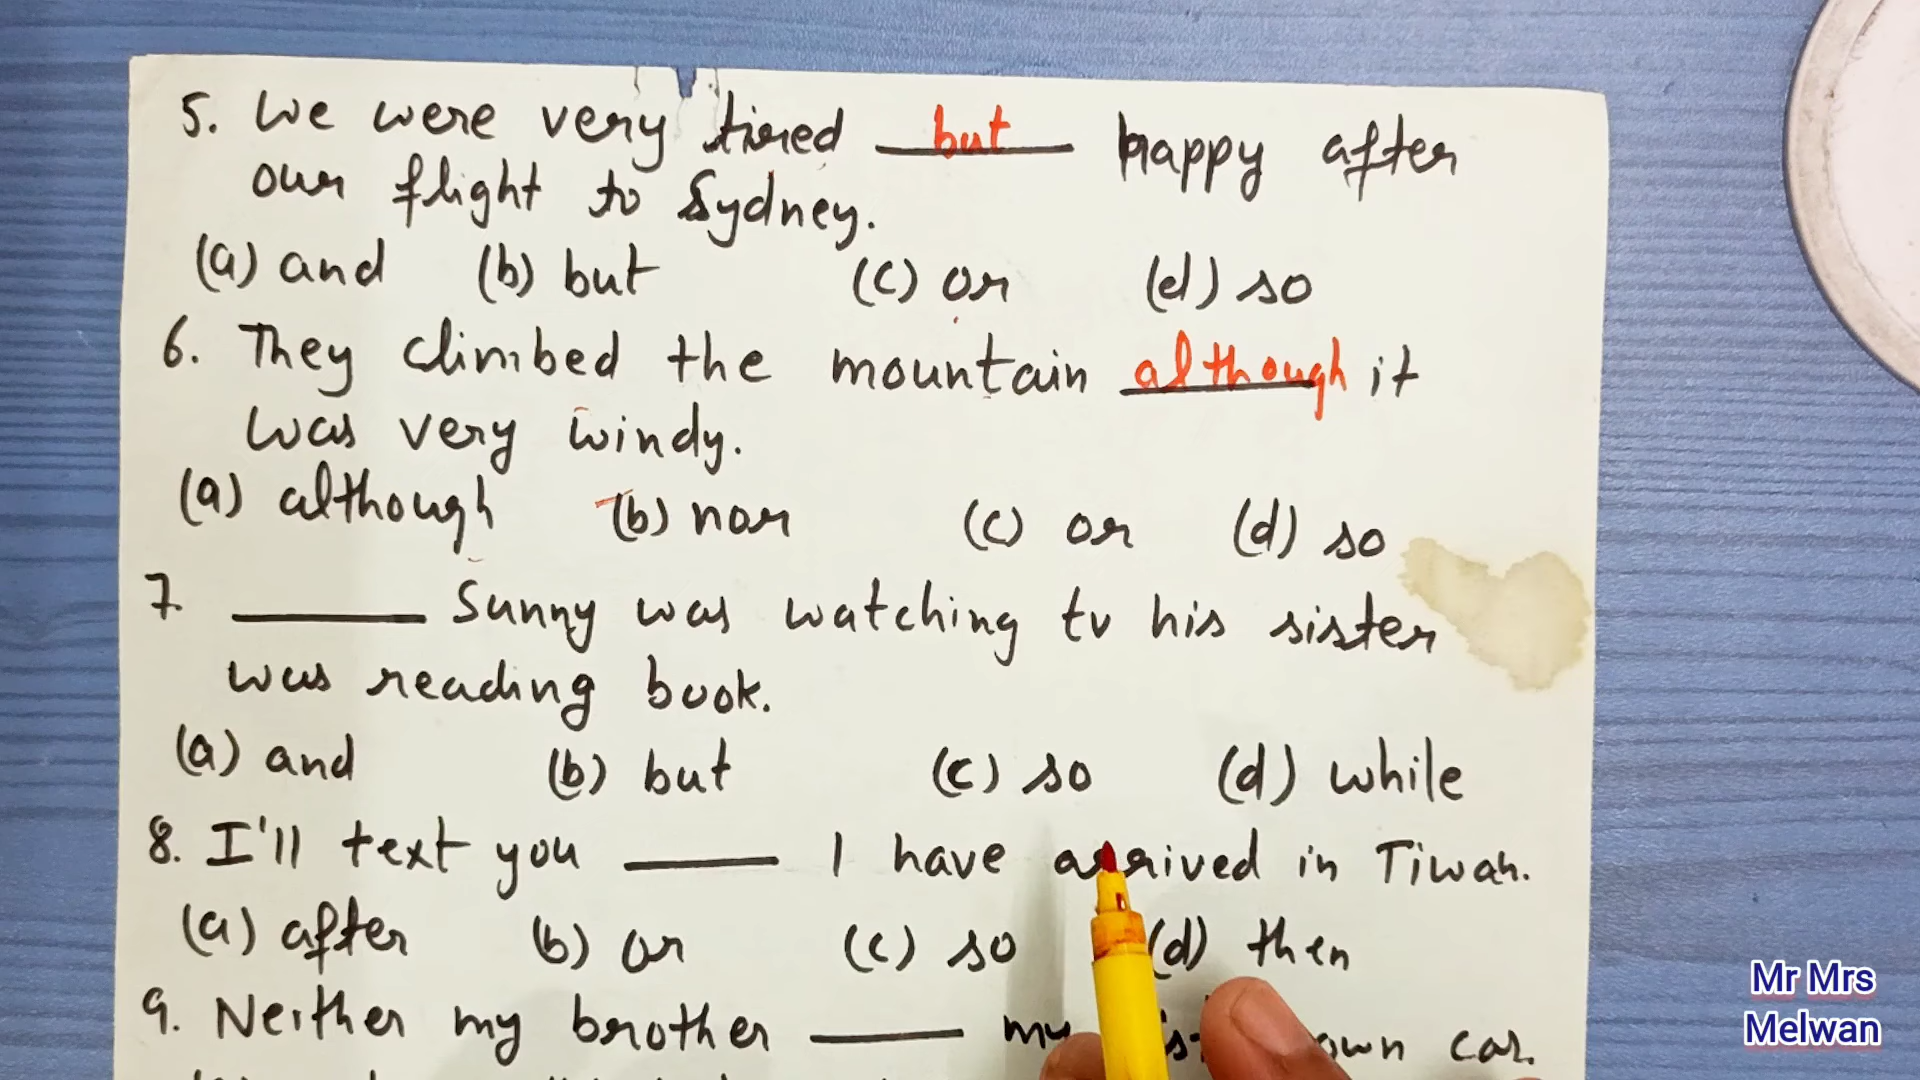 5. We were very tired but happy after
our flight to Sydney.
(a) and (b) but (c) or (d) so
6. They climbed the mountain although it
was very windy.
(a) although (b) nor (c) or (d) so
7. ______ Sunny was watching tv his sister
was reading book.
(a) and (b) but (c) so (d) while
8. I'll text you ______ I have arrived in Tiwan.
(a) after (b) or (c) so (d) then
9. Neither my brother ______ my own car.
Mr Mrs
Melwan